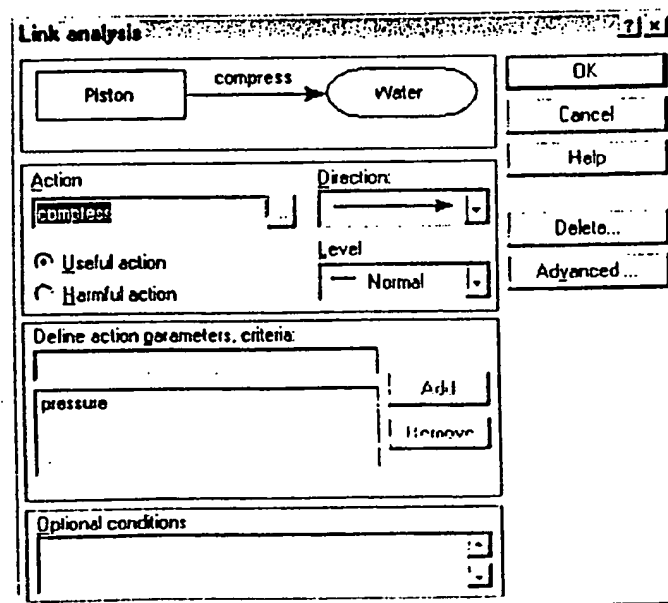 Link analysis ? ×
Piston compress Water
OK
Cancel
Help
Action
Direction:
compress ...
Useful action
Harmful action
Level
Normal
Delete...
Advanced ...
Define action parameters, criteria:
pressure
Add
Remove
Optional conditions